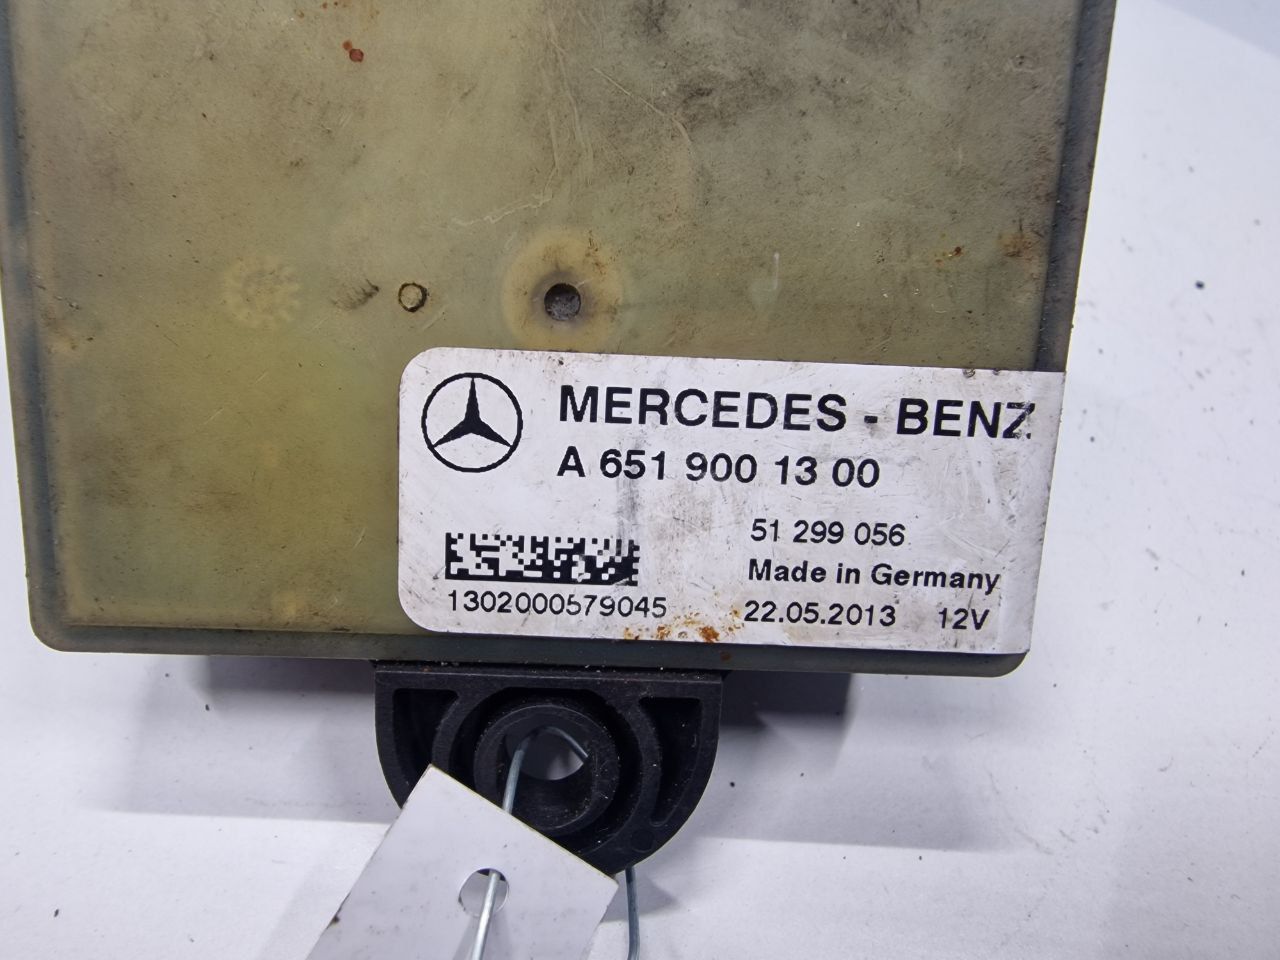 MERCEDES - BENZ
A 651 900 13 00
51 299 056
Made in Germany
1302000579045
22.05.2013 12V